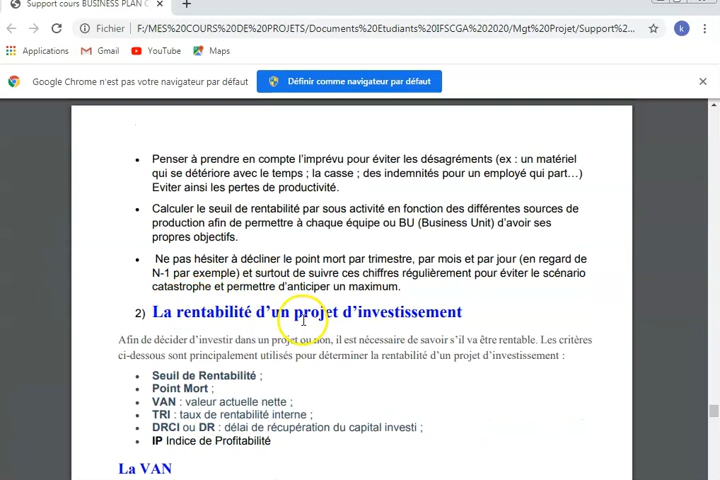 Support cours BUSINESS PLAN C
Fichier F:/MES%20COURS%20DE%20PROJETS/Documents%20Etudiants%20IFSCGA%202020/Mgt%20Projet/Support%2...
k
Applications Gmail YouTube Maps
Google Chrome n'est pas votre navigateur par défaut Définir comme navigateur par défaut
• Penser à prendre en compte l'imprévu pour éviter les désagréments (ex : un matériel
qui se détériore avec le temps ; la casse ; des indemnités pour un employé qui part...)
Eviter ainsi les pertes de productivité.
• Calculer le seuil de rentabilité par sous activité en fonction des différentes sources de
production afin de permettre à chaque équipe ou BU (Business Unit) d'avoir ses
propres objectifs.
• Ne pas hésiter à décliner le point mort par trimestre, par mois et par jour (en regard de
N-1 par exemple) et surtout de suivre ces chiffres régulièrement pour éviter le scénario
catastrophe et permettre d'anticiper un maximum.
2) La rentabilité d'un projet d'investissement
Afin de décider d'investir dans un projet ou non, il est nécessaire de savoir s'il va être rentable. Les critères
ci-dessous sont principalement utilisés pour déterminer la rentabilité d'un projet d'investissement :
• Seuil de Rentabilité ;
• Point Mort ;
• VAN : valeur actuelle nette ;
• TRI : taux de rentabilité interne ;
• DRCI ou DR : délai de récupération du capital investi ;
• IP Indice de Profitabilité
La VAN